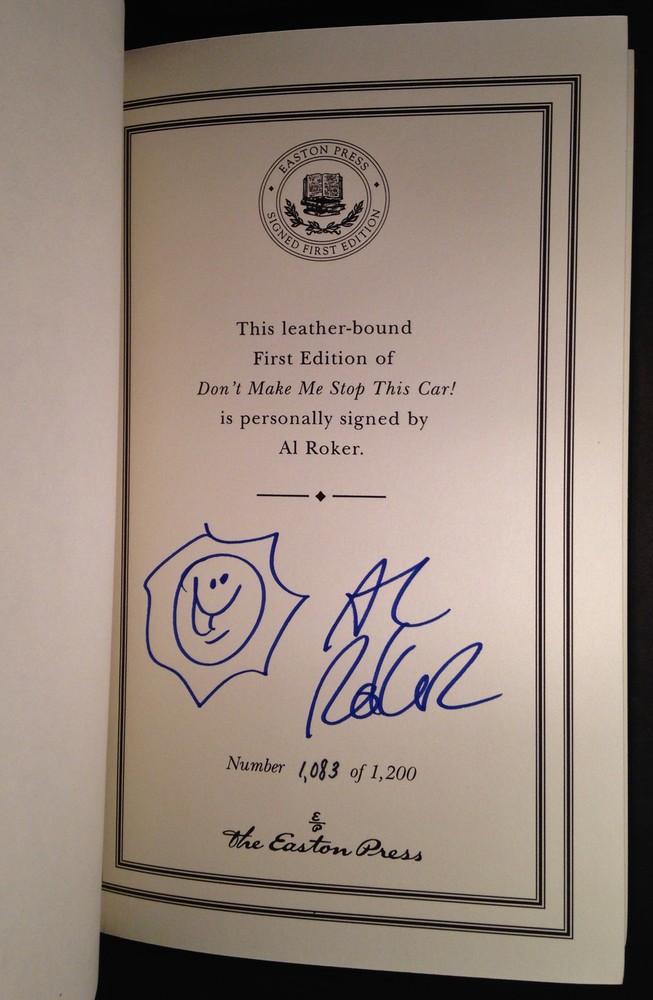 EASTON PRESS
SIGNED FIRST EDITION
This leather-bound
First Edition of
Don't Make Me Stop This Car!
is personally signed by
Al Roker.
Al
Roker
Number 1,083 of 1,200
E
P
The Easton Press